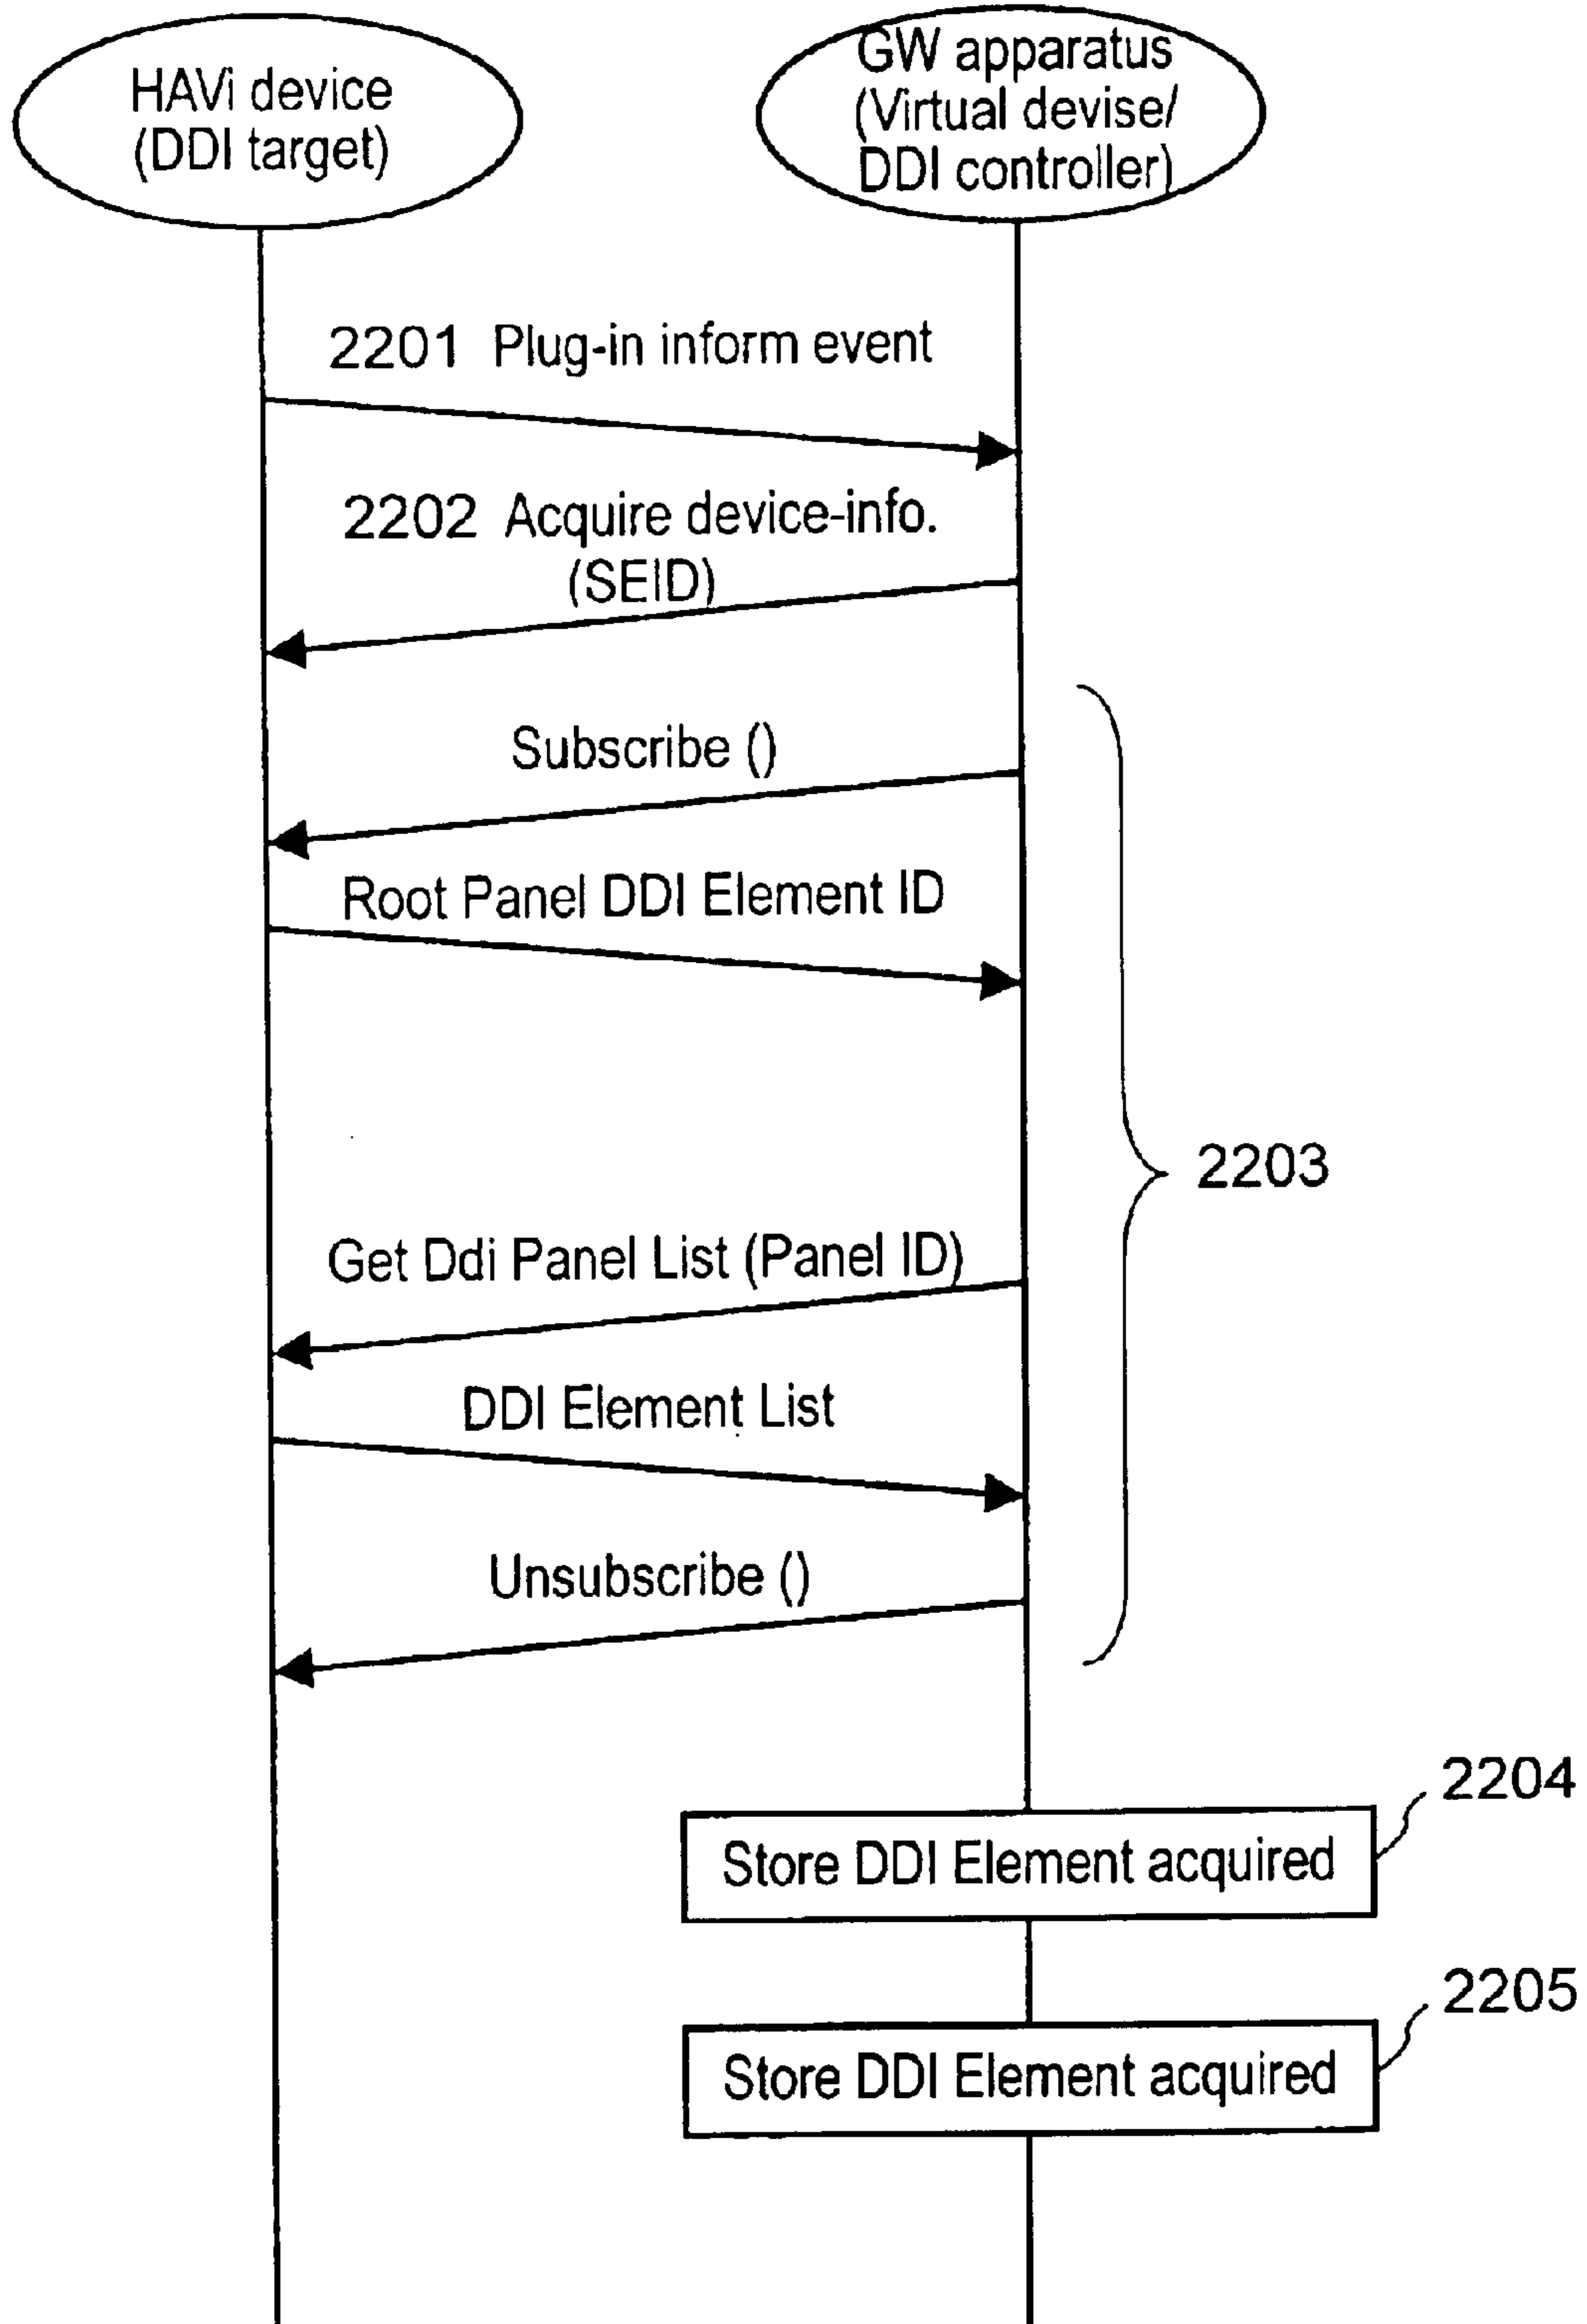 HAVi device
(DDI target)
GW apparatus
(Virtual devise/
DDI controller)
2201 Plug-in inform event
2202 Acquire device-info.
(SEID)
Subscribe ()
Root Panel DDI Element ID
2203
Get Ddi Panel List (Panel ID)
DDI Element List
Unsubscribe ()
2204
Store DDI Element acquired
2205
Store DDI Element acquired